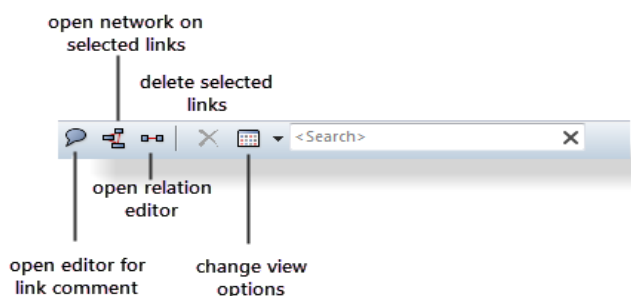 open network on
selected links
delete selected
links
<Search>
open relation
editor
open editor for
link comment
change view
options